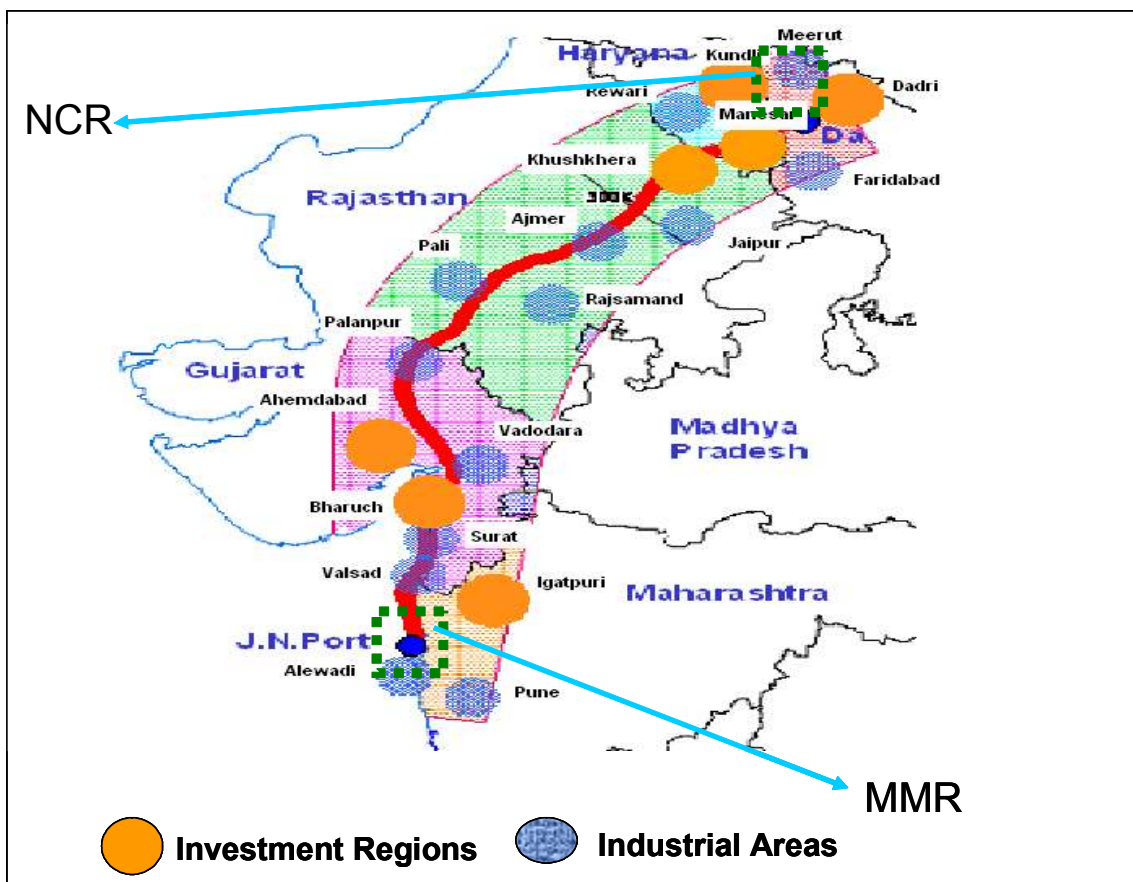 Meerut
Haryana
Kundli
Dadri
NCR
Rewari
Manesar
Khushkhera
Faridabad
Rajasthan
300K
Ajmer
Pali
Jaipur
Rajsamand
Palanpur
Gujarat
Ahemdabad
Vadodara
Madhya
Pradesh
Bharuch
Surat
Valsad
Igatpuri
Maharashtra
J.N.Port
Alewadi
Pune
MMR
Investment Regions
Industrial Areas